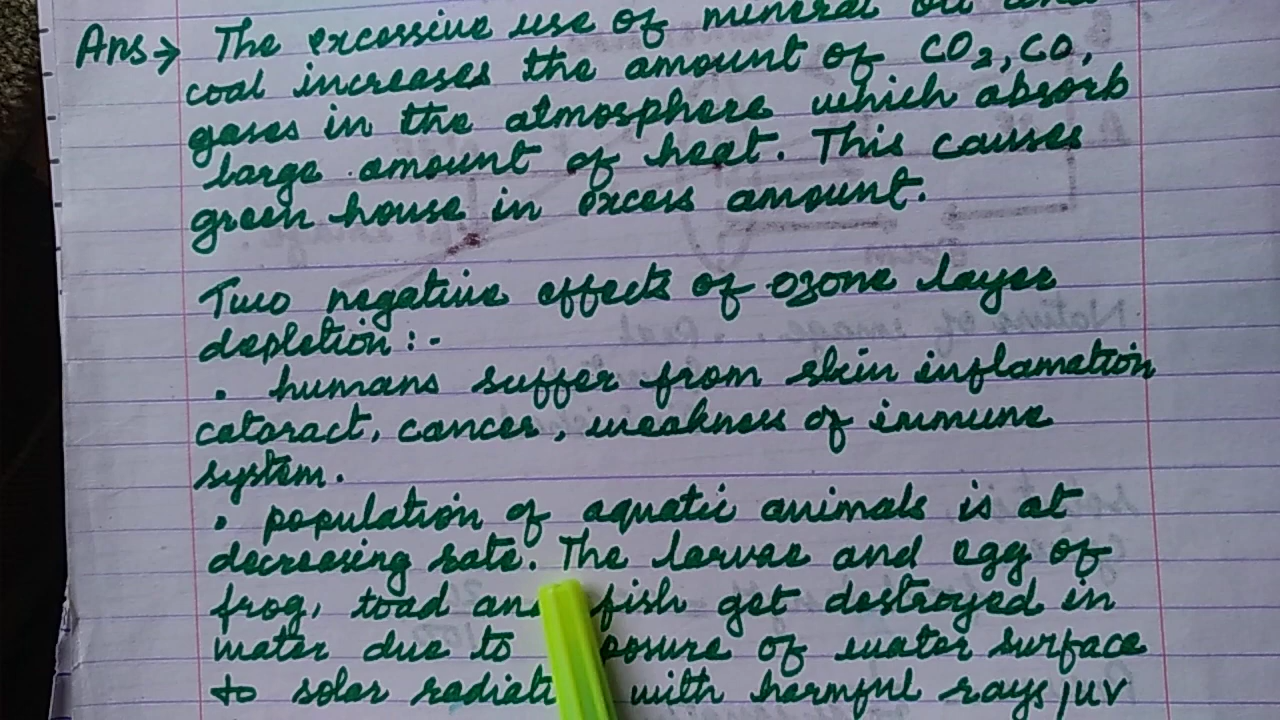 Ans → The excessive use of mineral oil and
coal increases the amount of CO2, CO,
gases in the atmosphere which absorb
large amount of heat. This causes
green house in excess amount.
Two negative effects of ozone layer
depletion :-
• humans suffer from skin inflamation
cataract, cancer, weakness of immune
system.
• population of aquatic animals is at
decreasing rate. The larvae and egg of
frog, toad and fish get destroyed in
water due to posure of water surface
to solar radiati with harmful rays/UV